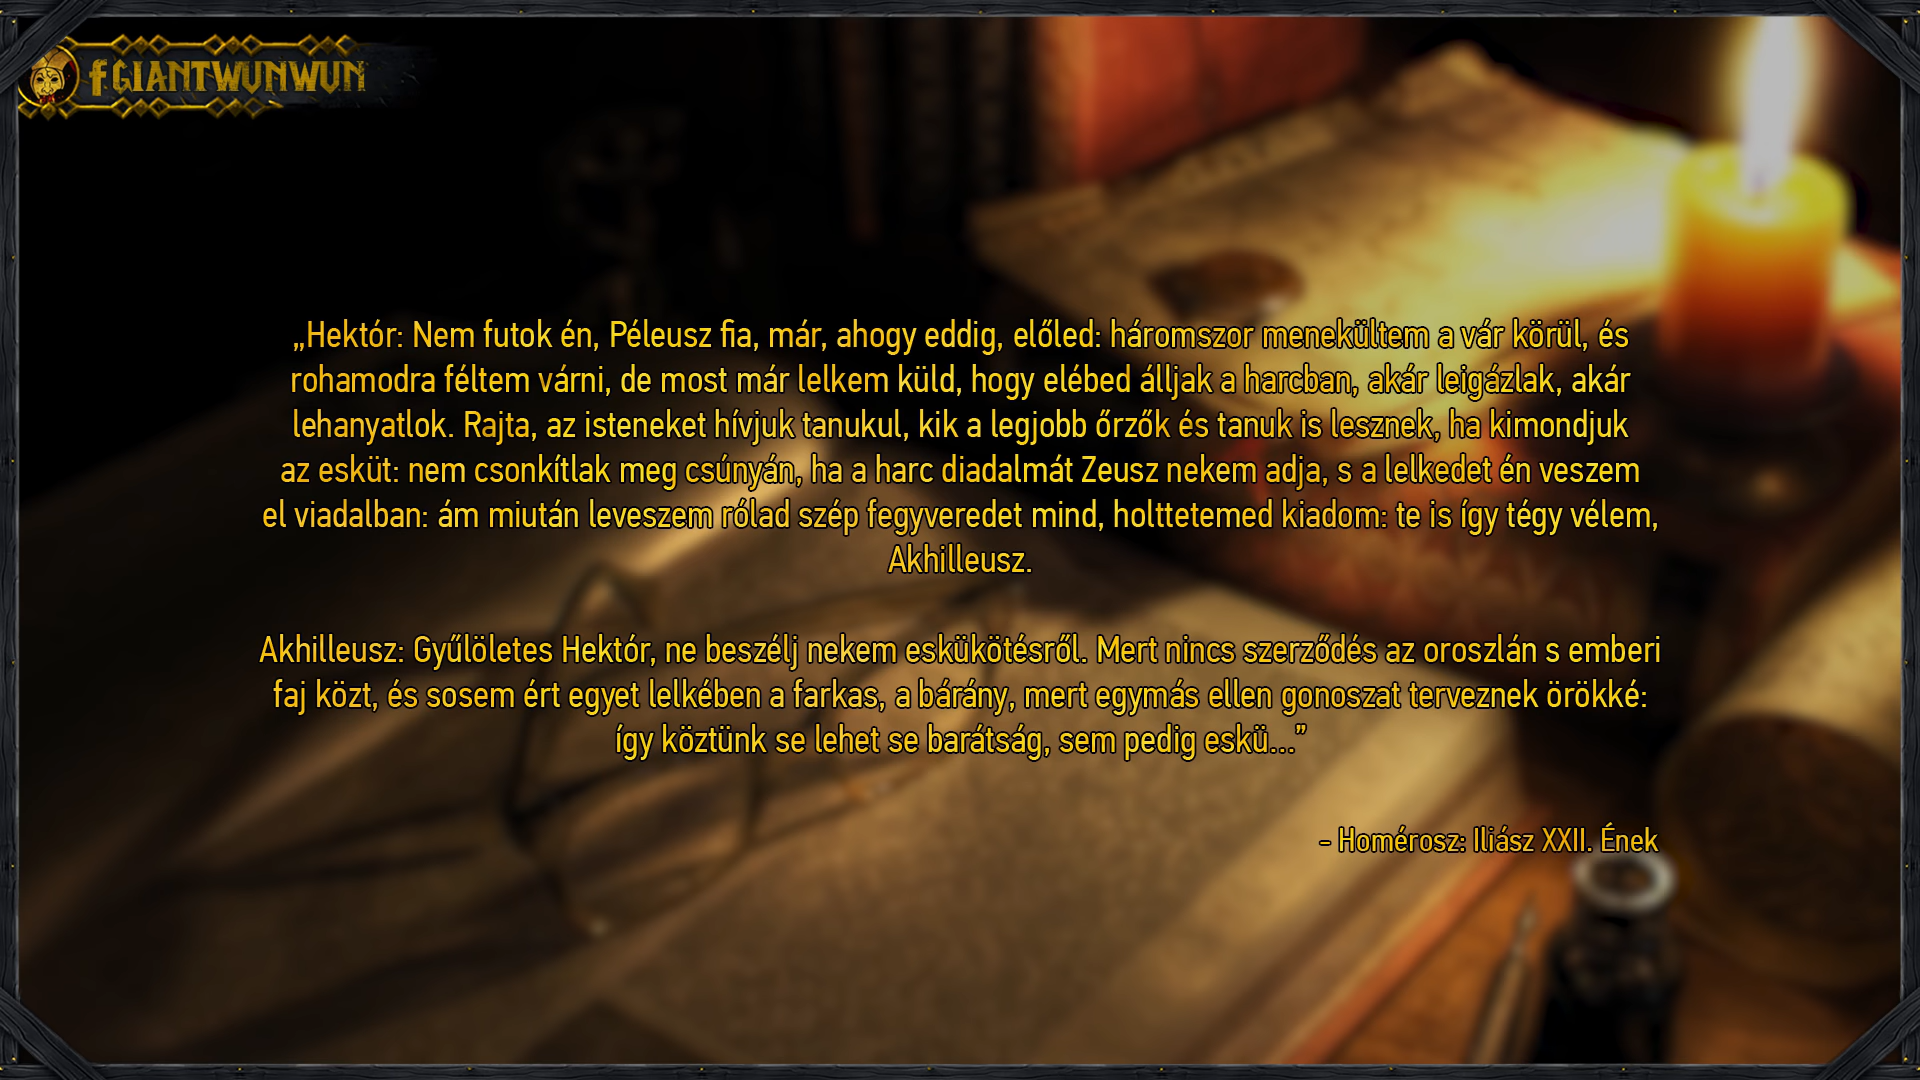 fGIANTWUNWUN
„Hektór: Nem futok én, Péleusz fia, már, ahogy eddig, előled: háromszor menekültem a vár körül, és
rohamodra féltem várni, de most már lelkem küld, hogy elébed álljak a harcban, akár leigázlak, akár
lehanyatlok. Rajta, az isteneket hívjuk tanukul, kik a legjobb őrzők és tanuk is lesznek, ha kimondjuk
az esküt: nem csonkítlak meg csúnyán, ha a harc diadalmát Zeusz nekem adja, s a lelkedet én veszem
el viadalban: ám miután leveszem rólad szép fegyveredet mind, holttetemed kiadom: te is így tégy vélem,
Akhilleusz.
Akhilleusz: Gyűlöletes Hektór, ne beszélj nekem eskükötésről. Mert nincs szerződés az oroszlán s emberi
faj közt, és sosem ért egyet lelkében a farkas, a bárány, mert egymás ellen gonoszat terveznek örökké:
így köztünk se lehet se barátság, sem pedig eskü...”
- Homérosz: Iliász XXII. Ének